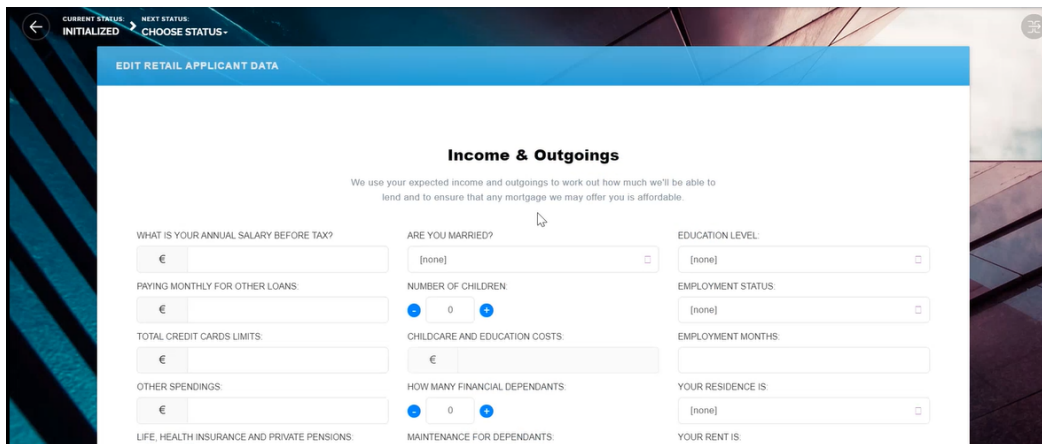 CURRENT STATUS: NEXT STATUS:
INITIALIZED CHOOSE STATUS
EDIT RETAIL APPLICANT DATA
Income & Outgoings
We use your expected income and outgoings to work out how much we'll be able to
lend and to ensure that any mortgage we may offer you is affordable.
WHAT IS YOUR ANNUAL SALARY BEFORE TAX? ARE YOU MARRIED? EDUCATION LEVEL:
€ [none] [none]
PAYING MONTHLY FOR OTHER LOANS: NUMBER OF CHILDREN: EMPLOYMENT STATUS:
€ - 0 + [none]
TOTAL CREDIT CARDS LIMITS: CHILDCARE AND EDUCATION COSTS: EMPLOYMENT MONTHS:
€ €
OTHER SPENDINGS: HOW MANY FINANCIAL DEPENDANTS: YOUR RESIDENCE IS:
€ - 0 + [none]
LIFE, HEALTH INSURANCE AND PRIVATE PENSIONS: MAINTENANCE FOR DEPENDANTS: YOUR RENT IS: